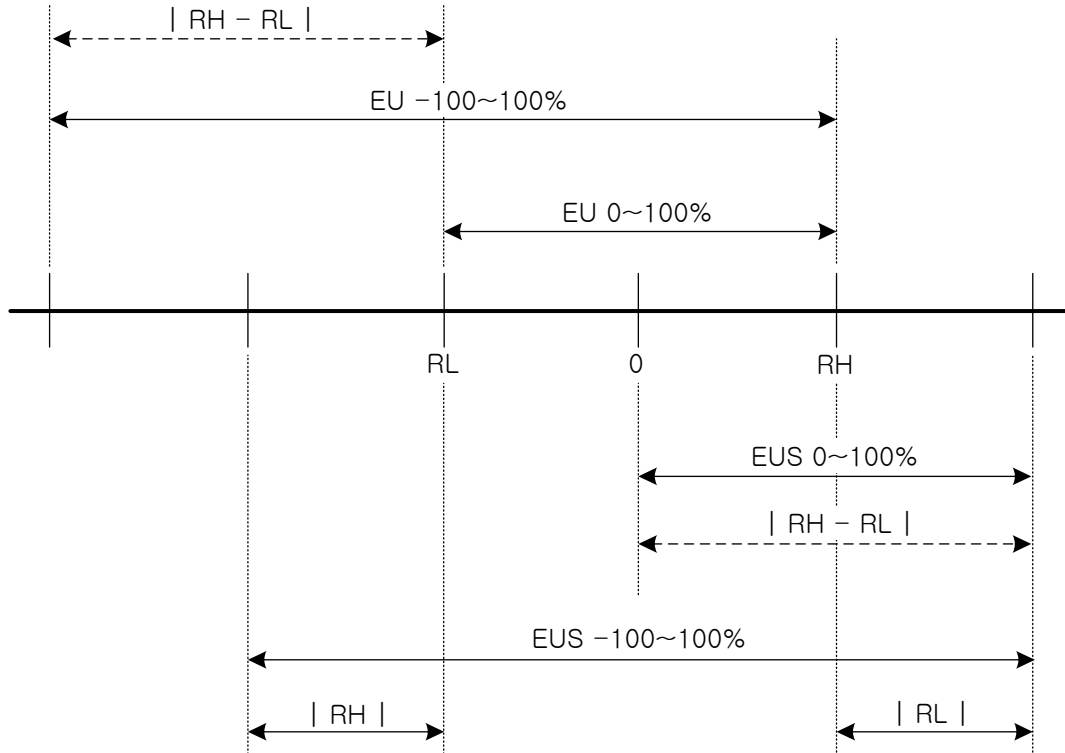 | RH - RL |
EU -100~100%
EU 0~100%
RL 0 RH
EUS 0~100%
| RH - RL |
EUS -100~100%
| RH | | RL |